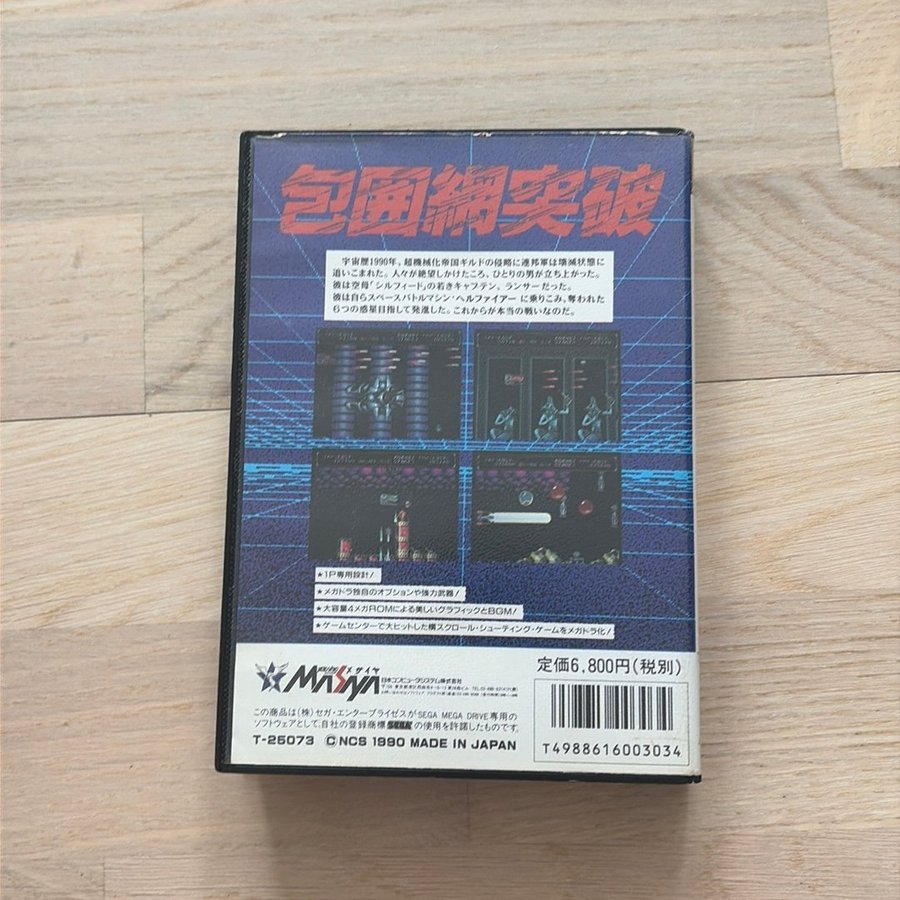 包囲網突破
宇宙歴1990年、超機械化帝国ギルドの侵略に連邦軍は壊滅状態に
追いこまれた。人々が絶望しかけたころ、ひとりの男が立ち上がった。
彼は空母「シルフィード」の若きキャプテン、ランサーだった。
彼は自らスペースバトルマシン・ヘルファイアーに乗りこみ、奪われた
6つの惑星目指して発進した。これからが本当の戦いなのだ。
★1P専用設計!
★メガドラ独自のオプションや強力武器!
★大容量4メガROMによる美しいグラフィックとBGM!
★ゲームセンターで大ヒットした横スクロール・シューティング・ゲームをメガドラ化!
メサイヤ
MASAYA
日本コンピュータシステム株式会社
定価6,800円(税別)
この商品は(株)セガ・エンタープライゼスがSEGA MEGA DRIVE専用の
ソフトウェアとして、自社の登録商標SEGAの使用を許諾したものです。
T-25073 ©NCS 1990 MADE IN JAPAN
T4988616003034